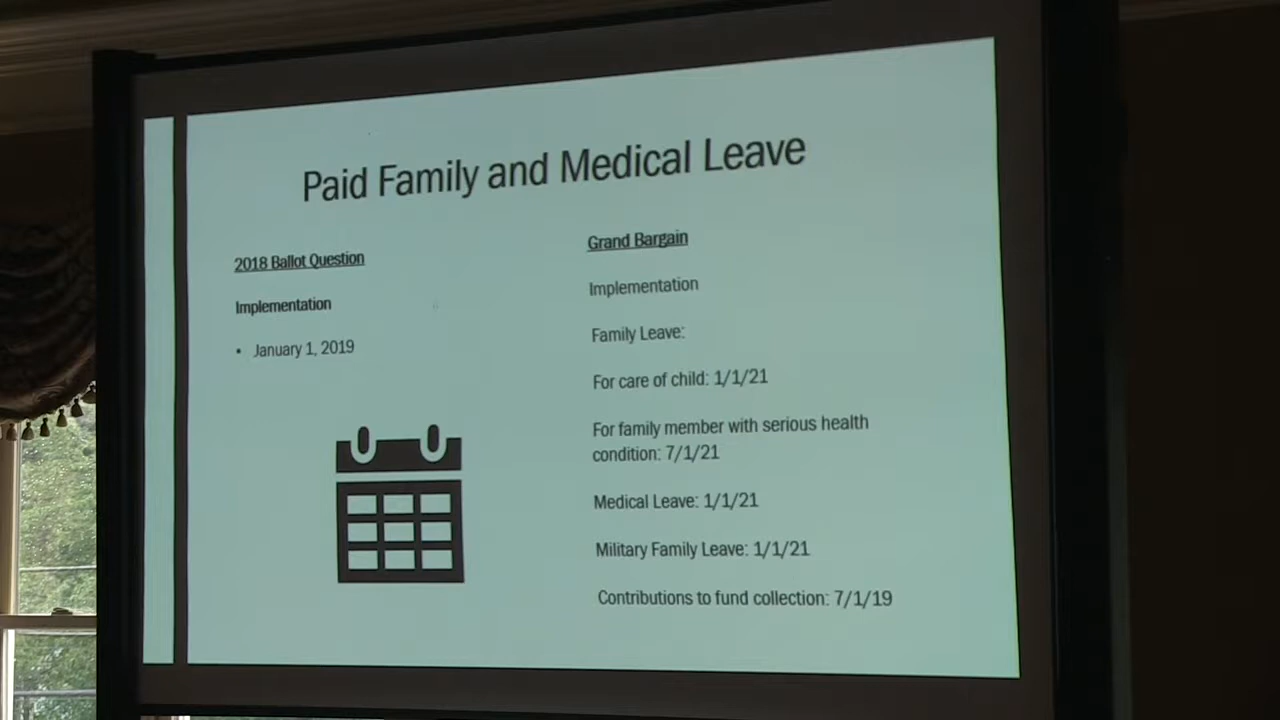 Paid Family and Medical Leave
2018 Ballot Question
Implementation
• January 1, 2019
Grand Bargain
Implementation
Family Leave:
For care of child: 1/1/21
For family member with serious health
condition: 7/1/21
Medical Leave: 1/1/21
Military Family Leave: 1/1/21
Contributions to fund collection: 7/1/19